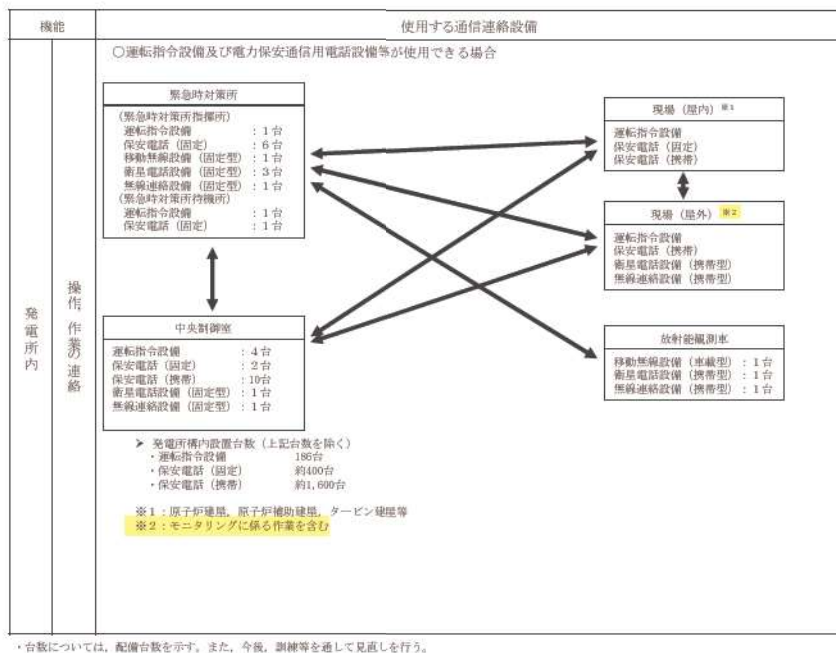 機能
使用する通信連絡設備
発電所内
操作，作業の連絡
○運転指令設備及び電力保安通信用電話設備等が使用できる場合
緊急時対策所
(緊急時対策所指揮所)
運転指令設備 : 1台
保安電話（固定） : 6台
移動無線設備（固定型） : 1台
衛星電話設備（固定型） : 3台
無線連絡設備（固定型） : 1台
(緊急時対策所待機所)
運転指令設備 : 1台
保安電話（固定） : 1台
中央制御室
運転指令設備 : 4台
保安電話（固定） : 2台
保安電話（携帯） : 10台
衛星電話設備（固定型） : 1台
無線連絡設備（固定型） : 1台
現場（屋内）※1
運転指令設備
保安電話（固定）
保安電話（携帯）
現場（屋外）※2
運転指令設備
保安電話（携帯）
衛星電話設備（携帯型）
無線連絡設備（携帯型）
放射能観測車
移動無線設備（車載型） : 1台
衛星電話設備（携帯型） : 1台
無線連絡設備（携帯型） : 1台
➤ 発電所構内設置台数（上記台数を除く）
・運転指令設備 186台
・保安電話（固定） 約400台
・保安電話（携帯） 約1,600台
※1：原子炉建屋，原子炉補助建屋，タービン建屋等
※2：モニタリングに係る作業を含む
・台数については，配備台数を示す。また，今後，訓練等を通して見直しを行う。